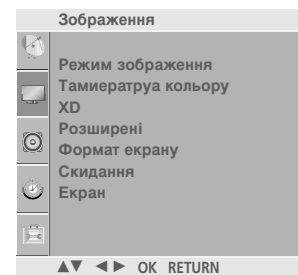 Зображення
Режим зображення
Тамиератруа кольору
XD
Розширені
Формат екрану
Скидання
Екран
▲▼ ◄► OK RETURN